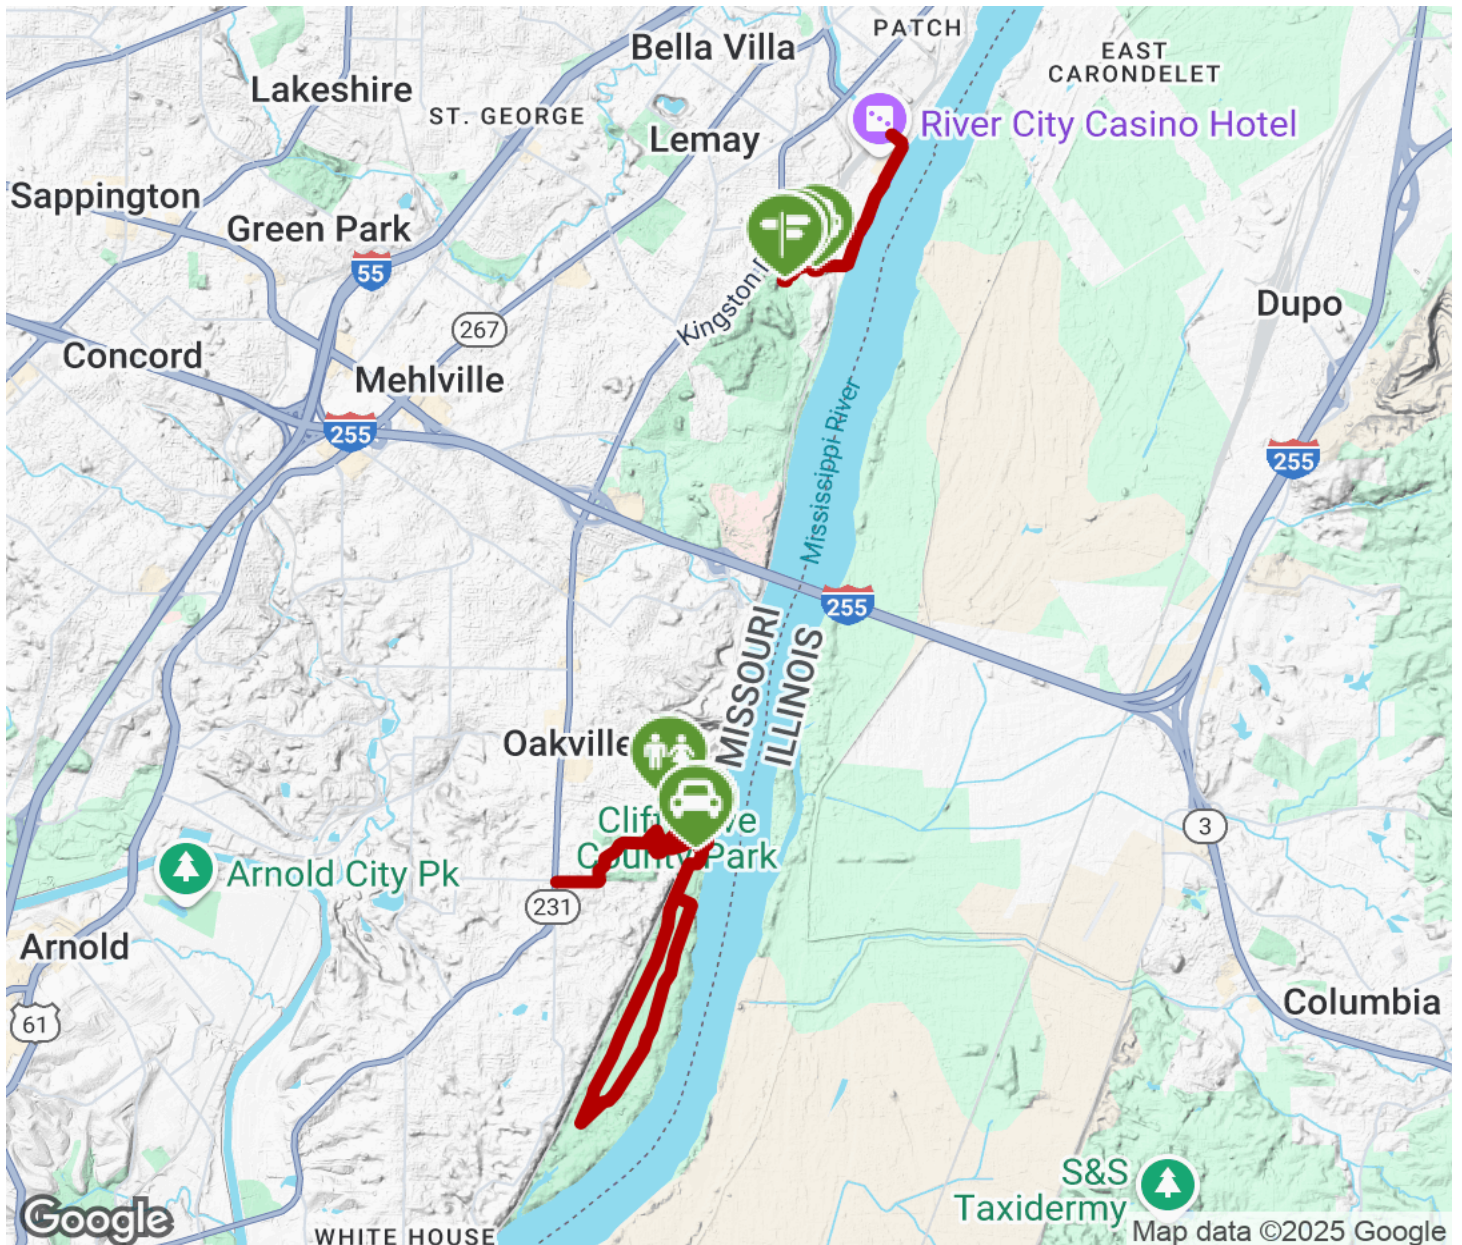 PATCH
Bella Villa
EAST
CARONDELET
Lakeshire
ST. GEORGE
Lemay
River City Casino Hotel
Sappington
Green Park
55
Dupo
267
Concord
Mehlville
255
255
Mississippi River
255
MISSOURI
ILLINOIS
Oakville
3
County Park
Arnold City Pk
231
Arnold
Columbia
61
S&S
Taxidermy
Google
WHITE HOUSE
Map data ©2025 Google